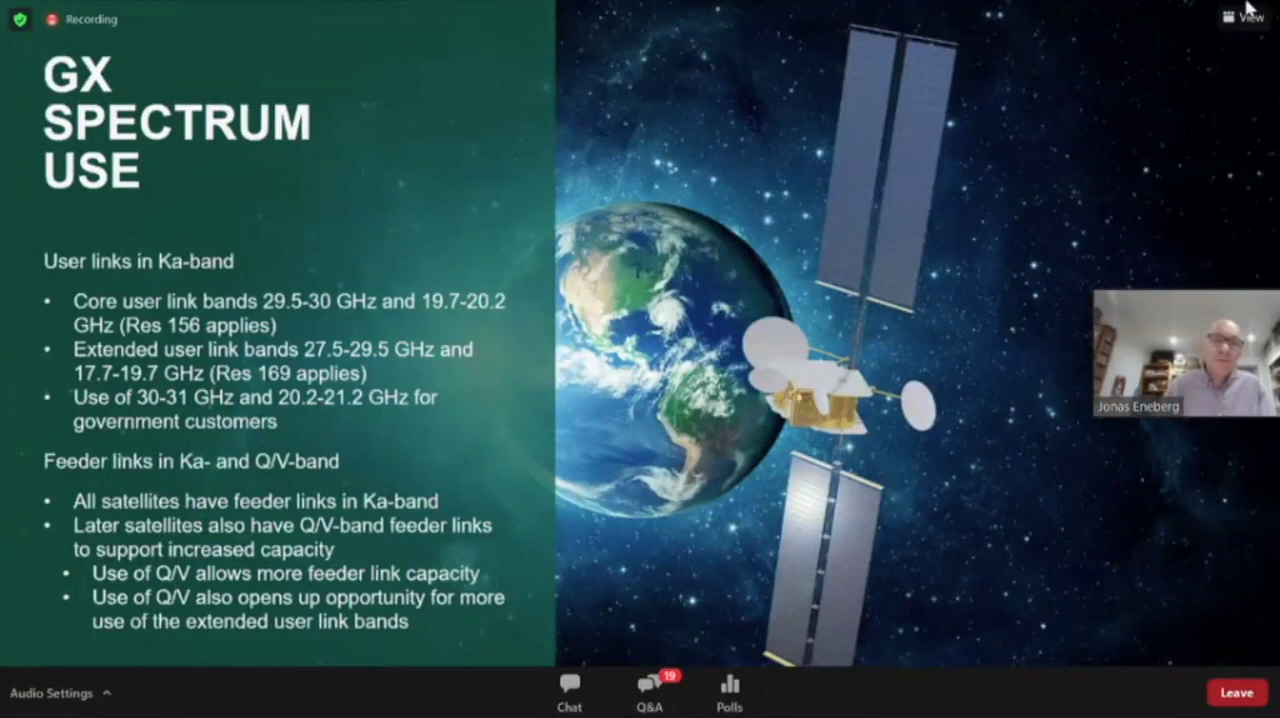 Recording
View
GX
SPECTRUM
USE
User links in Ka-band
• Core user link bands 29.5-30 GHz and 19.7-20.2
GHz (Res 156 applies)
• Extended user link bands 27.5-29.5 GHz and
17.7-19.7 GHz (Res 169 applies)
• Use of 30-31 GHz and 20.2-21.2 GHz for
government customers
Feeder links in Ka- and Q/V-band
• All satellites have feeder links in Ka-band
• Later satellites also have Q/V-band feeder links
to support increased capacity
• Use of Q/V allows more feeder link capacity
• Use of Q/V also opens up opportunity for more
use of the extended user link bands
Jonas Eneberg
Audio Settings
Chat
19
Q&A
Polls
Leave